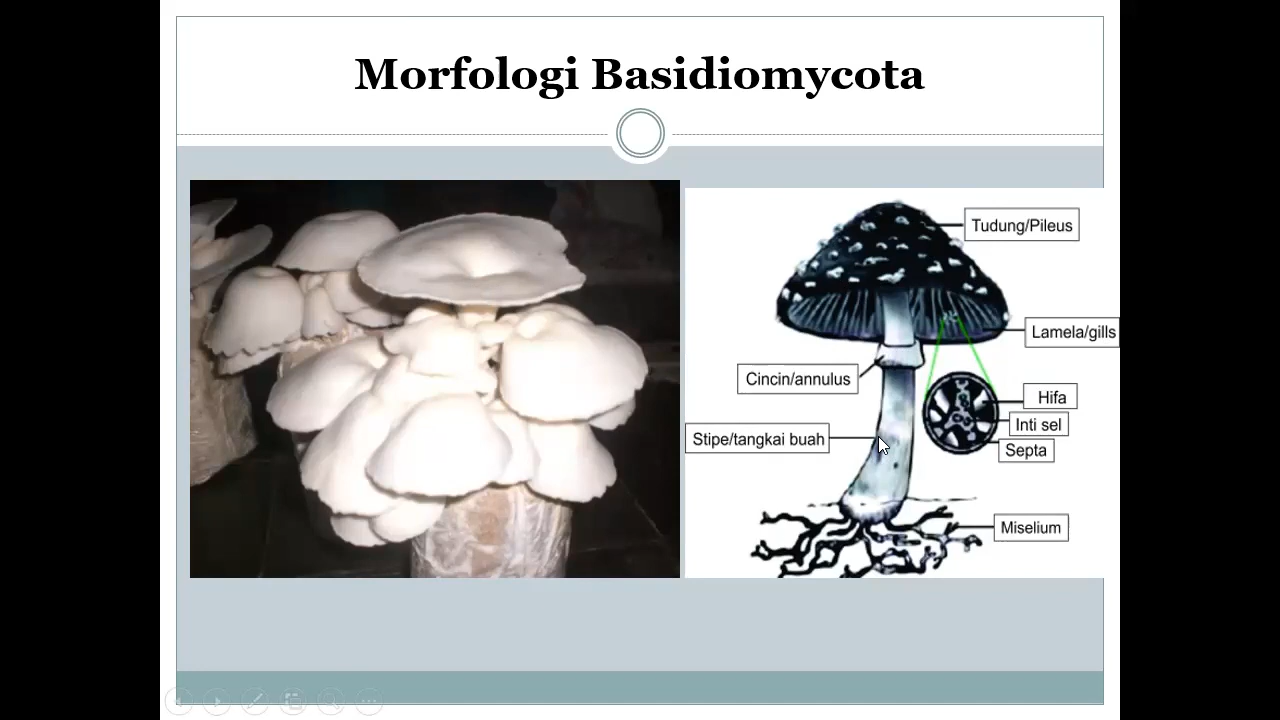 Morfologi Basidiomycota
Tudung/Pileus
Lamela/gills
Cincin/annulus
Hifa
Inti sel
Stipe/tangkai buah
Septa
Miselium